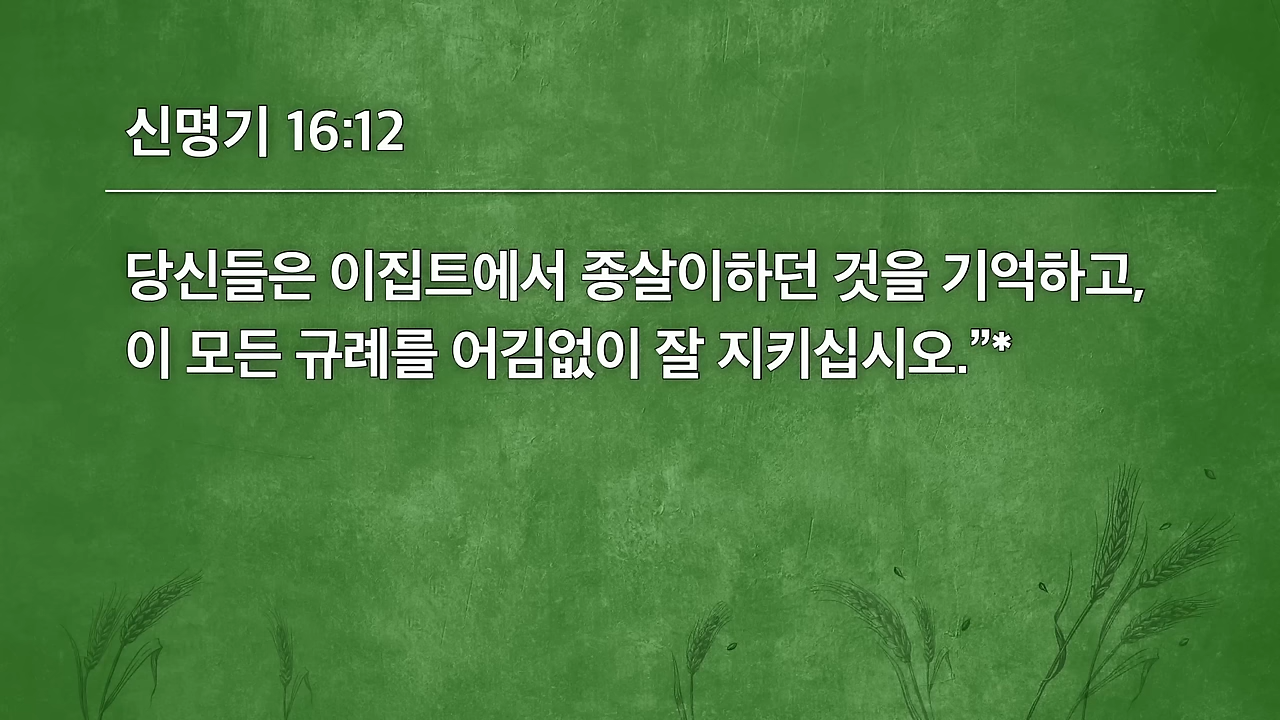 신명기 16:12
당신들은 이집트에서 종살이하던 것을 기억하고,
이 모든 규례를 어김없이 잘 지키십시오.”*